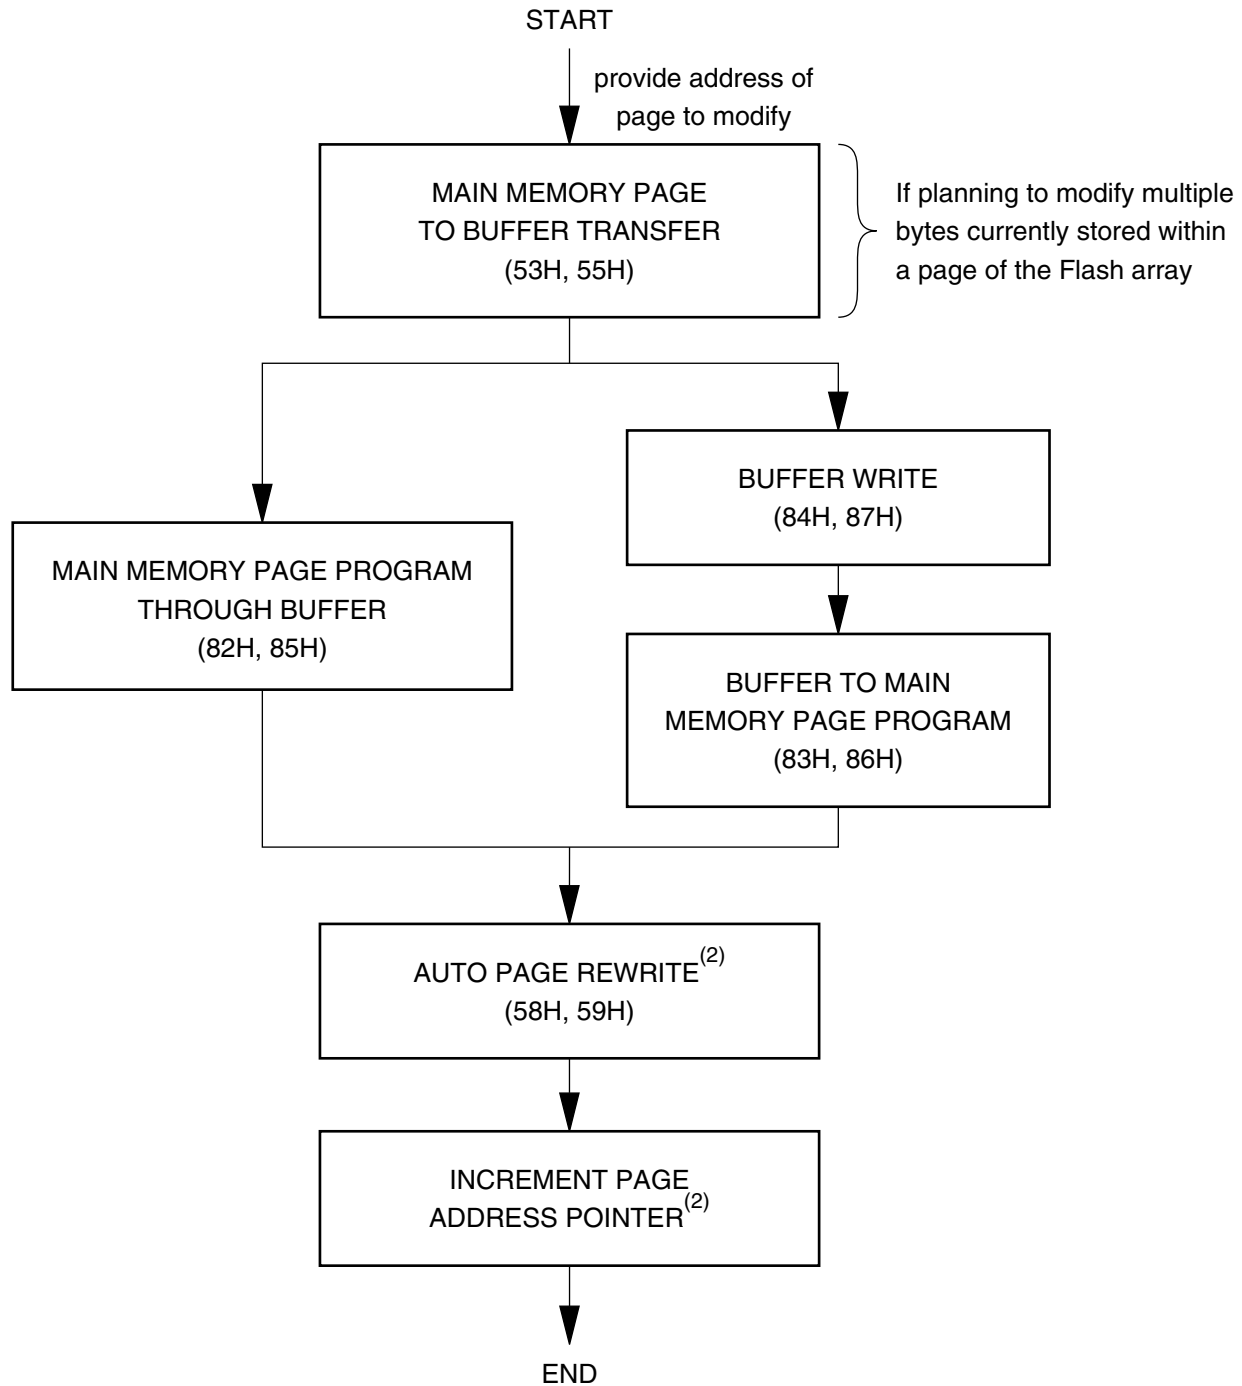 START
provide address of
page to modify
MAIN MEMORY PAGE
TO BUFFER TRANSFER
(53H, 55H)
If planning to modify multiple
bytes currently stored within
a page of the Flash array
BUFFER WRITE
(84H, 87H)
MAIN MEMORY PAGE PROGRAM
THROUGH BUFFER
(82H, 85H)
BUFFER TO MAIN
MEMORY PAGE PROGRAM
(83H, 86H)
AUTO PAGE REWRITE(2)
(58H, 59H)
INCREMENT PAGE
ADDRESS POINTER(2)
END